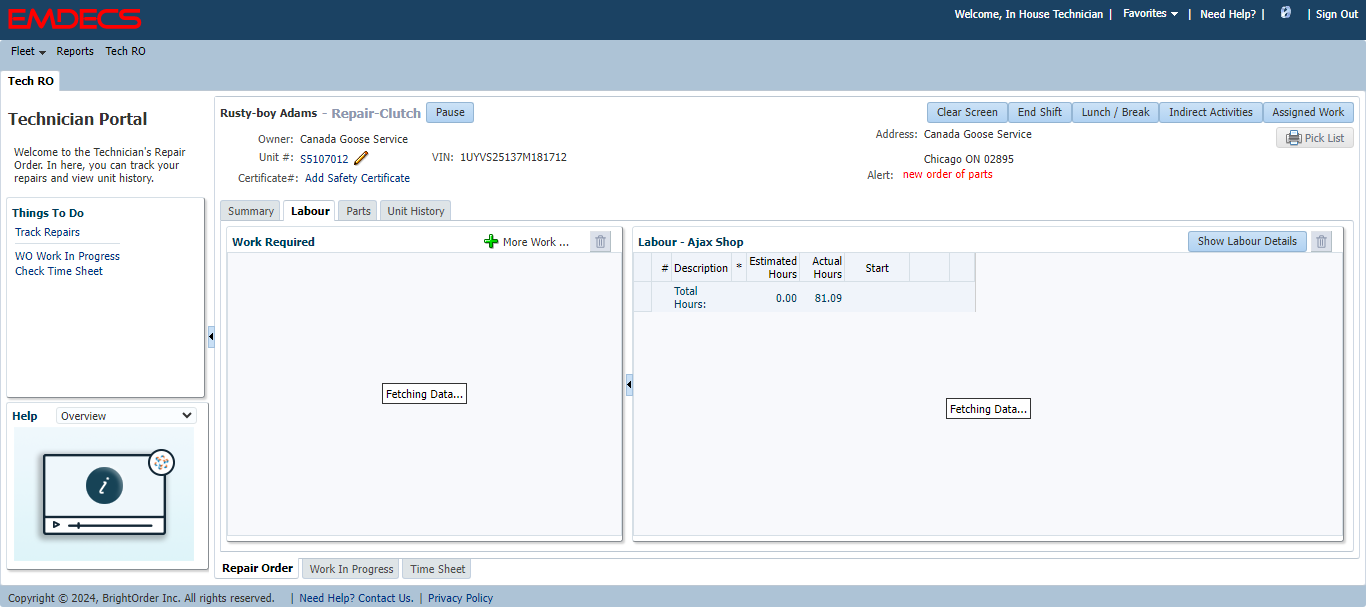 EMDECS
Welcome, In House Technician | Favorites | Need Help? | | Sign Out
Fleet Reports Tech RO
Tech RO
Technician Portal
Welcome to the Technician's Repair
Order. In here, you can track your
repairs and view unit history.
Things To Do
Track Repairs
WO Work In Progress
Check Time Sheet
Help Overview
i
Rusty-boy Adams - Repair-Clutch Pause
Clear Screen End Shift Lunch / Break Indirect Activities Assigned Work
Owner: Canada Goose Service
Address: Canada Goose Service
Pick List
Unit #: S5107012 VIN: 1UYVS25137M181712
Chicago ON 02895
Certificate#: Add Safety Certificate
Alert: new order of parts
Summary Labour Parts Unit History
Work Required More Work ...
Fetching Data...
Labour - Ajax Shop Show Labour Details
# Description * Estimated Hours Actual Hours Start
Total Hours: 0.00 81.09
Fetching Data...
Repair Order Work In Progress Time Sheet
Copyright © 2024, BrightOrder Inc. All rights reserved. | Need Help? Contact Us. | Privacy Policy